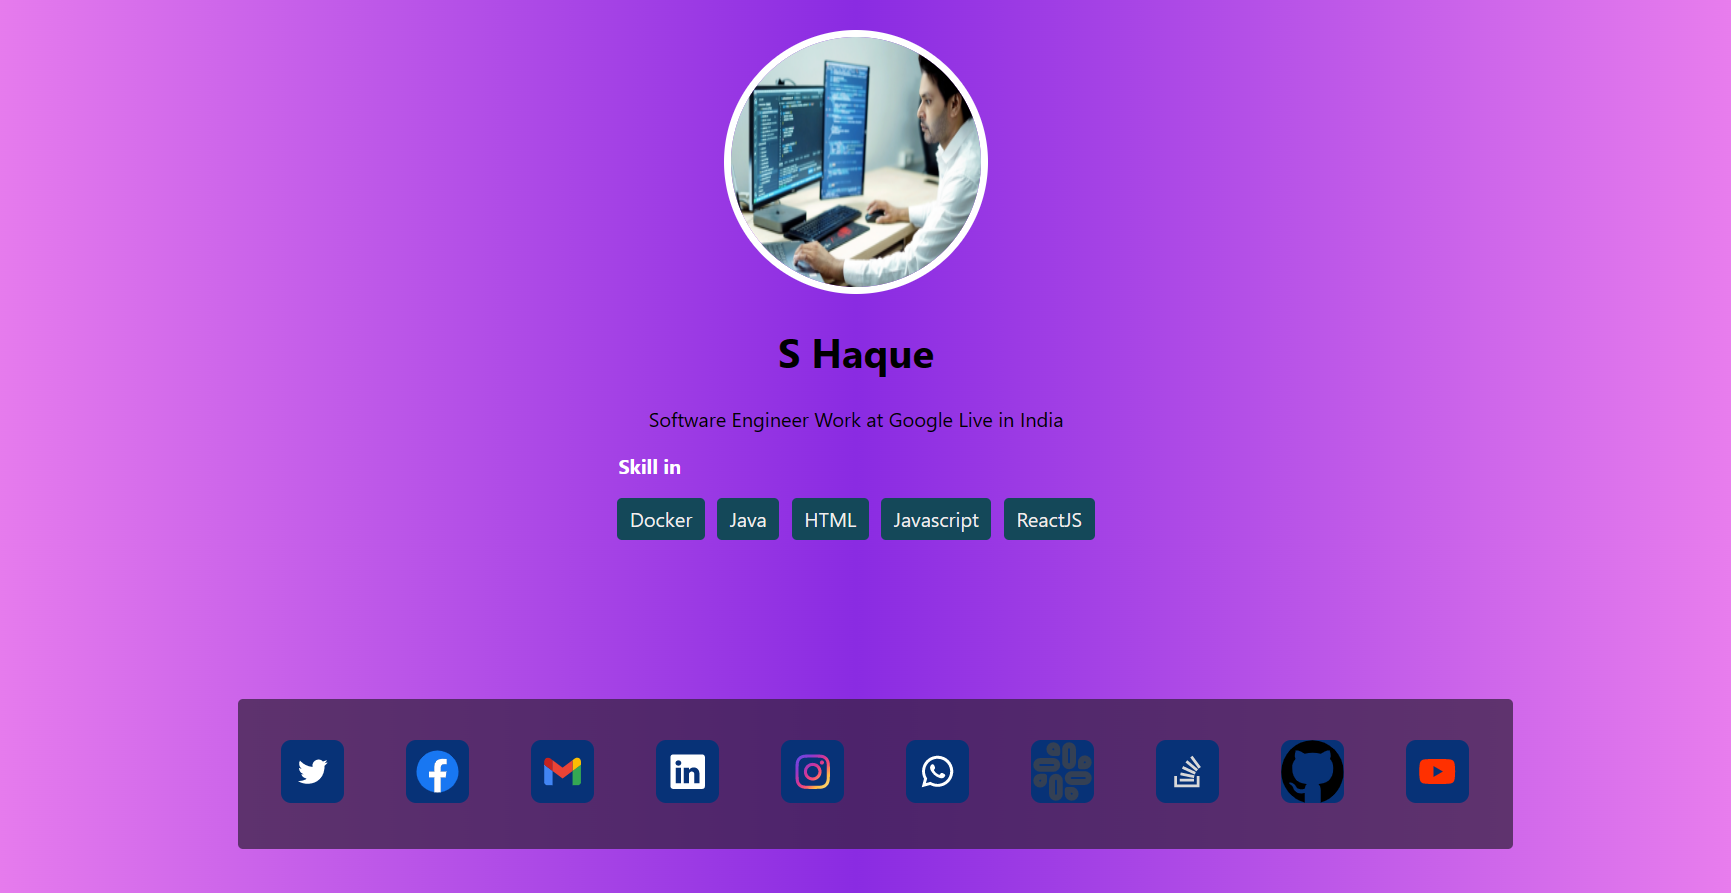 S Haque
Software Engineer Work at Google Live in India
Skill in
Docker Java HTML Javascript ReactJS